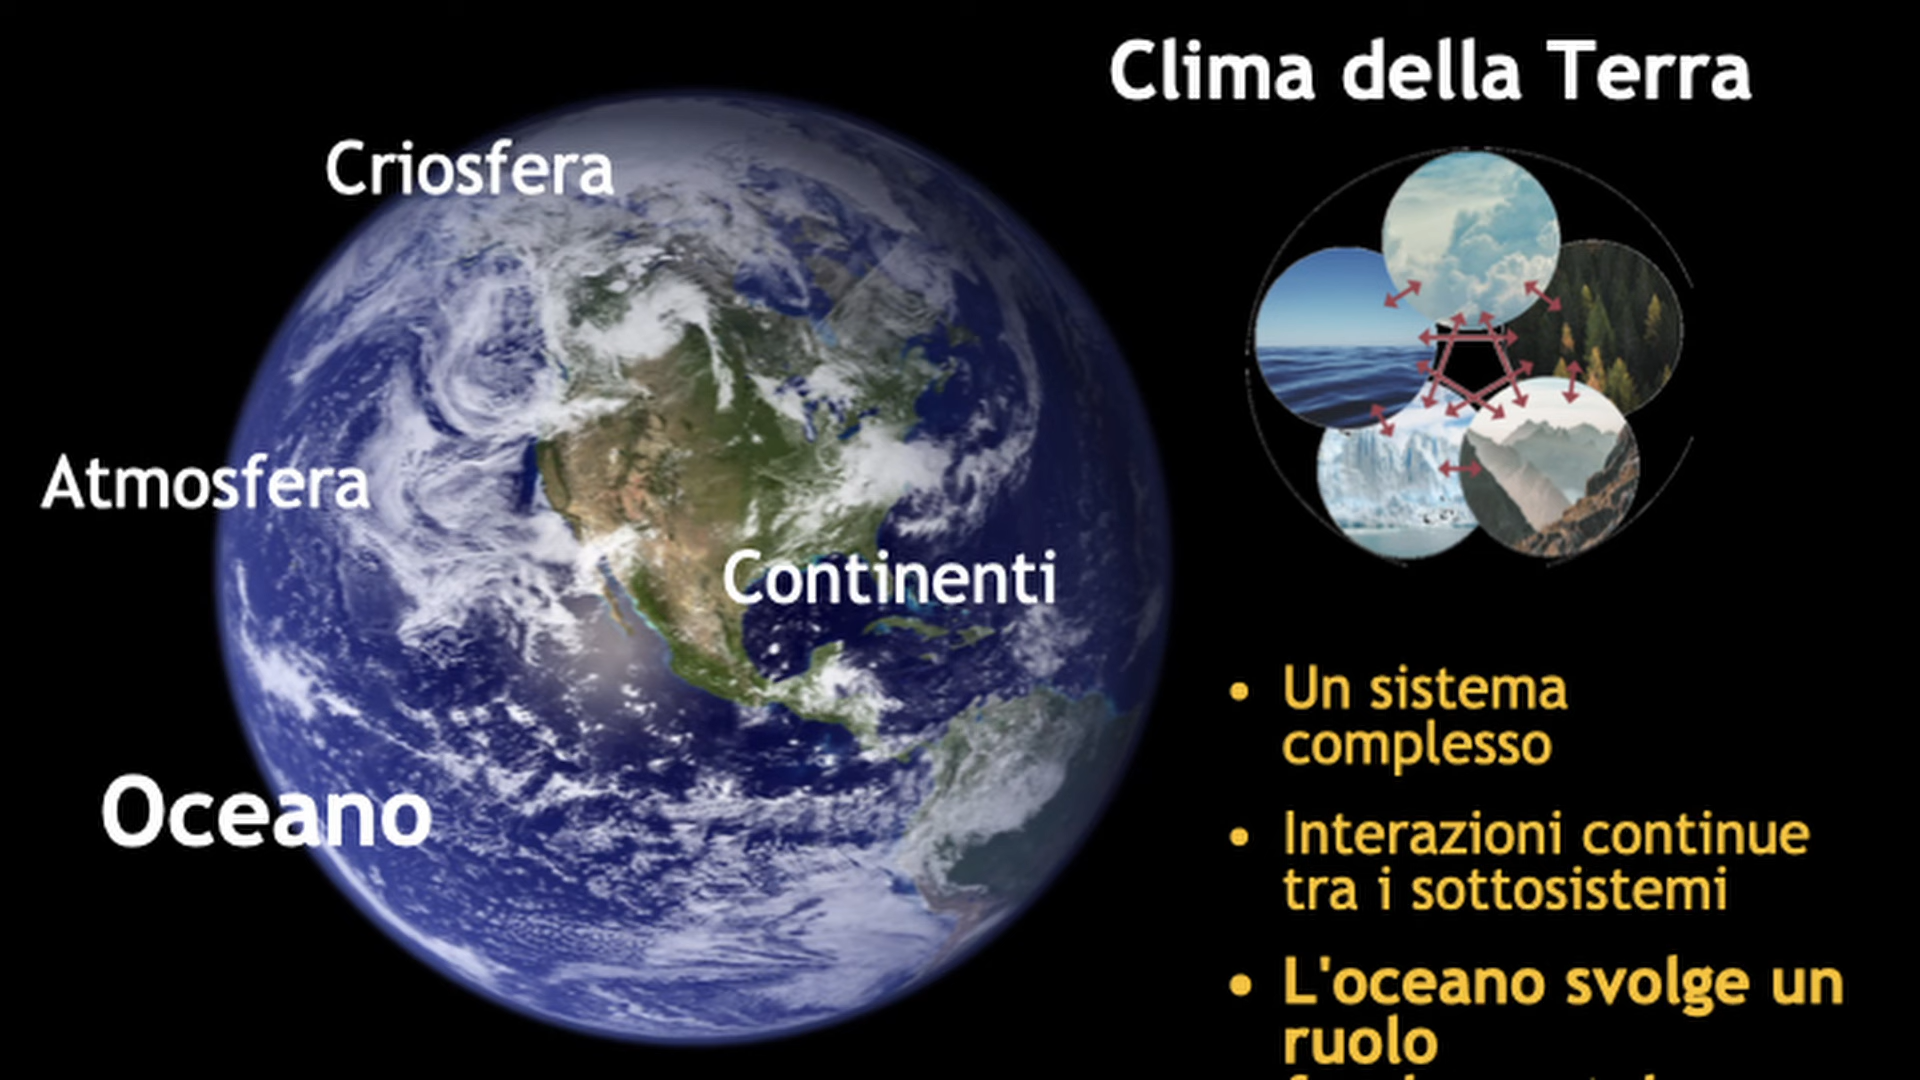 Clima della Terra
Criosfera
Atmosfera
Continenti
Oceano
• Un sistema
complesso
• Interazioni continue
tra i sottosistemi
• L'oceano svolge un
ruolo